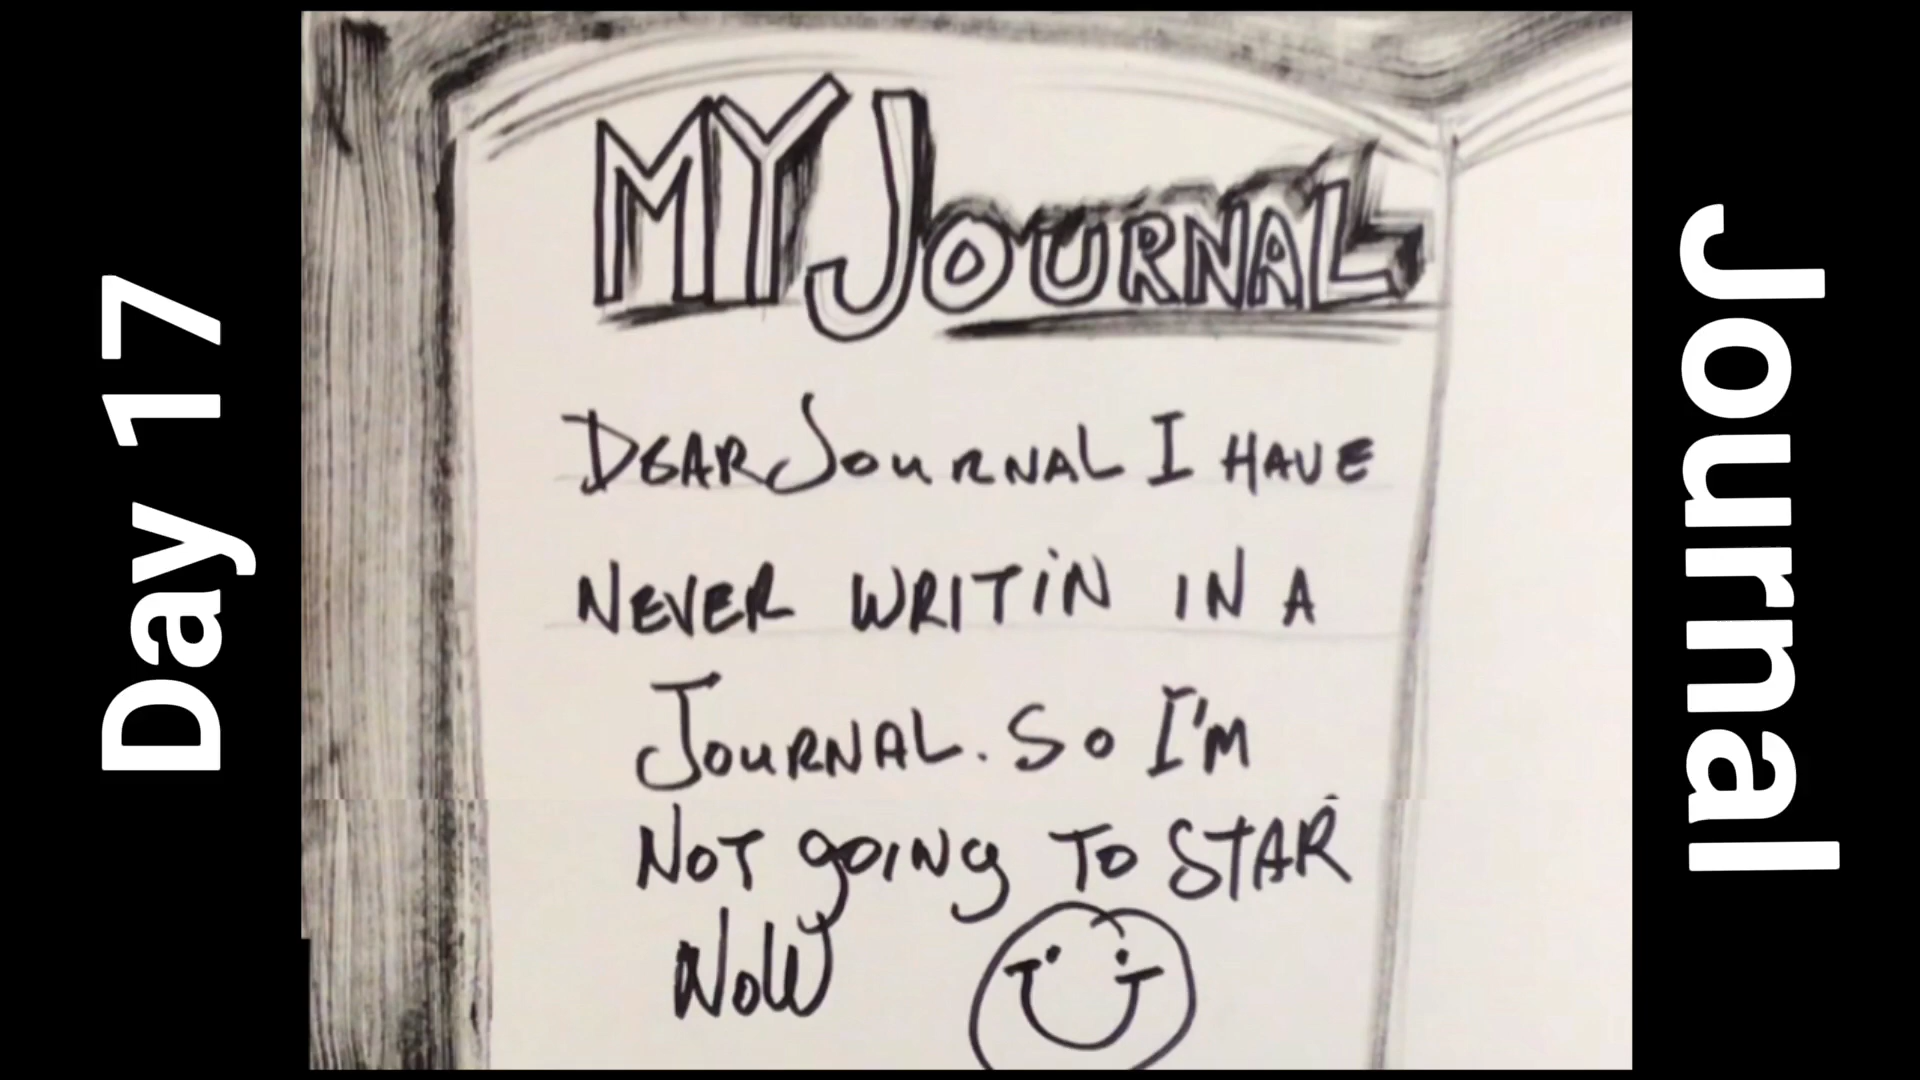 Day 17
MY JOURNAL
DEAR JOURNAL I HAVE
NEVER WRITIN IN A
JOURNAL. SO I'M
NOT GOING TO STAR
NOW
Journal